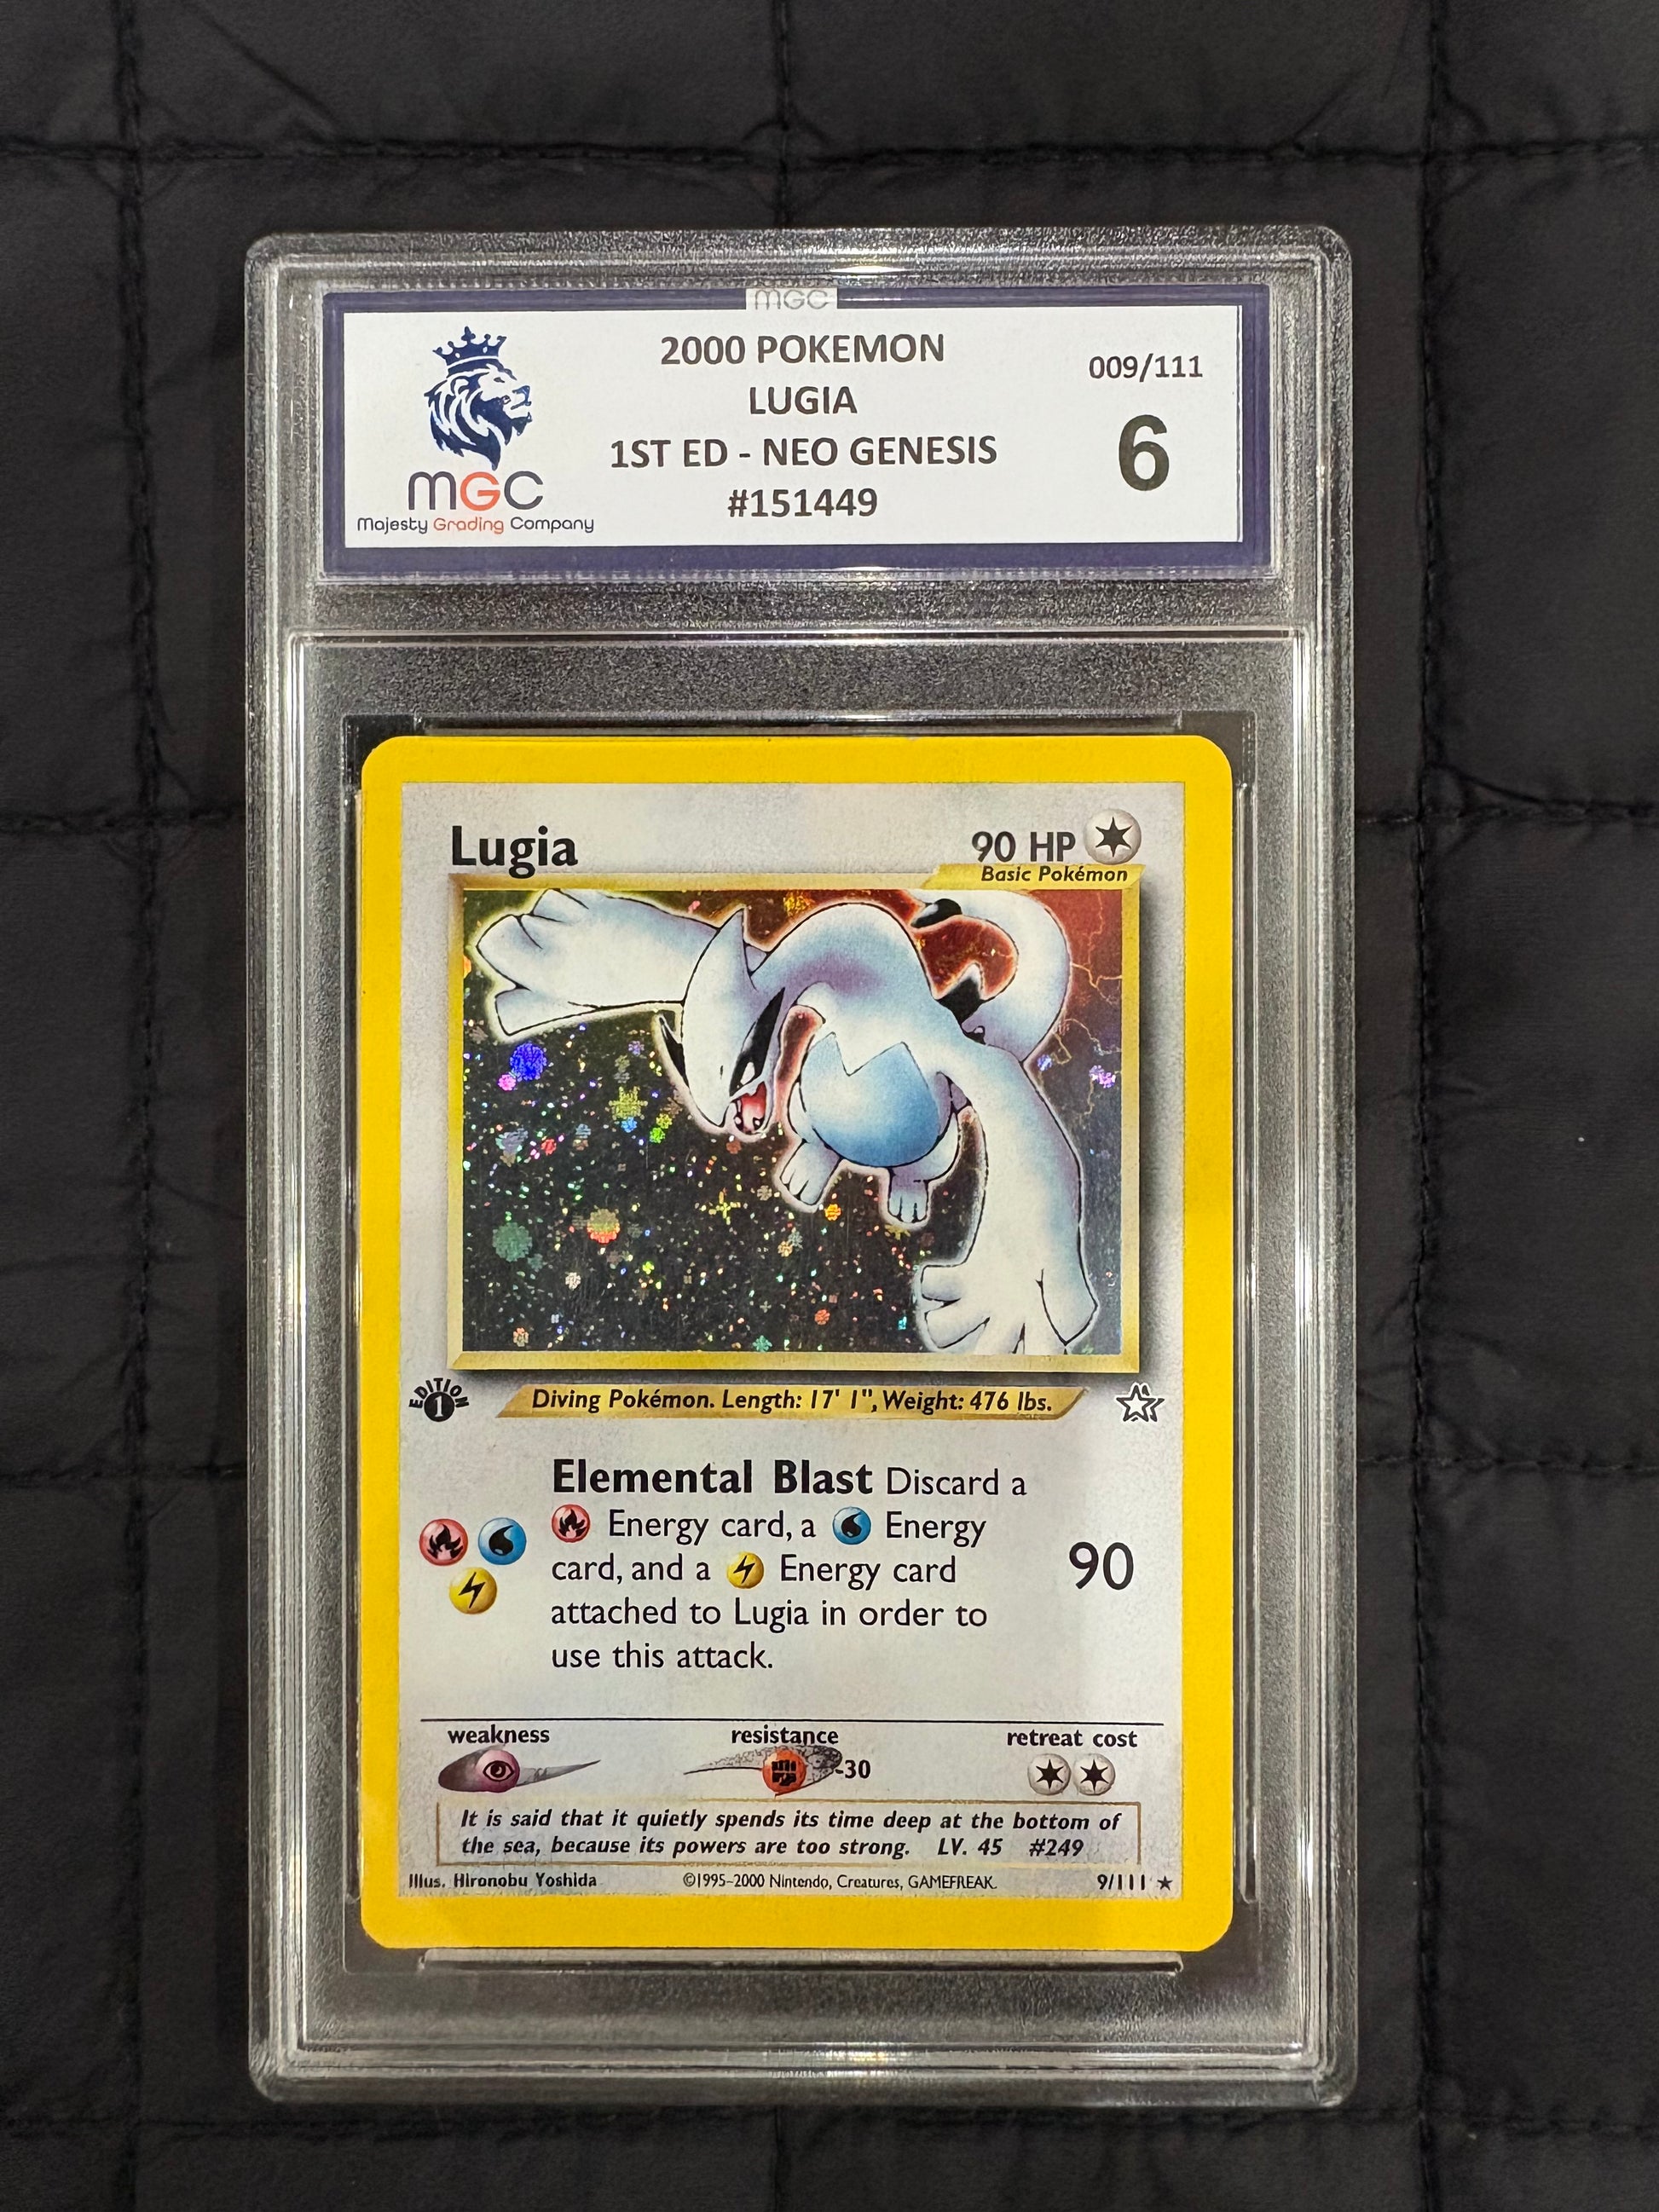 MGC
2000 POKEMON
009/111
LUGIA
6
1ST ED - NEO GENESIS
#151449
MGC
Majesty Grading Company
Lugia
90 HP
Basic Pokémon
EDITION
1
Diving Pokémon. Length: 17' 1", Weight: 476 lbs.
Elemental Blast Discard a
Energy card, a Energy
card, and a Energy card
attached to Lugia in order to
use this attack.
90
weakness
resistance
retreat cost
-30
It is said that it quietly spends its time deep at the bottom of
the sea, because its powers are too strong. LV. 45 #249
Illus. Hironobu Yoshida
©1995-2000 Nintendo, Creatures, GAMEFREAK.
9/111 ★